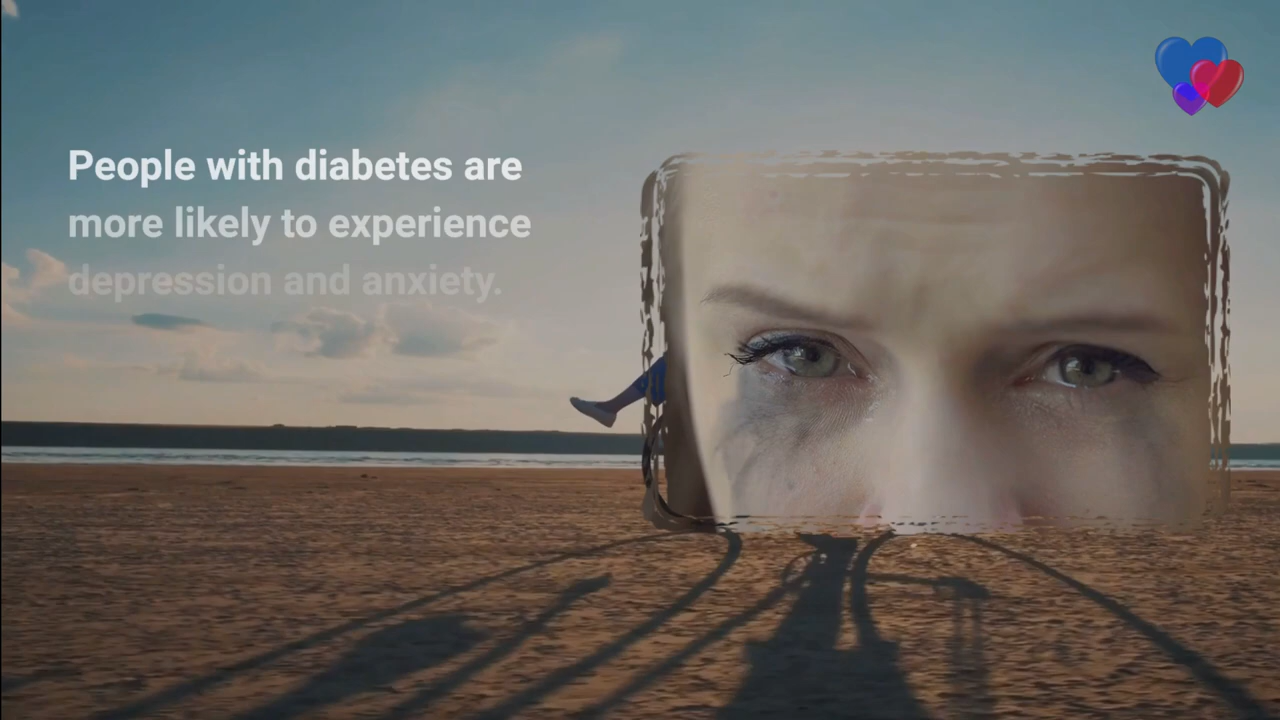 People with diabetes are
more likely to experience
depression and anxiety.